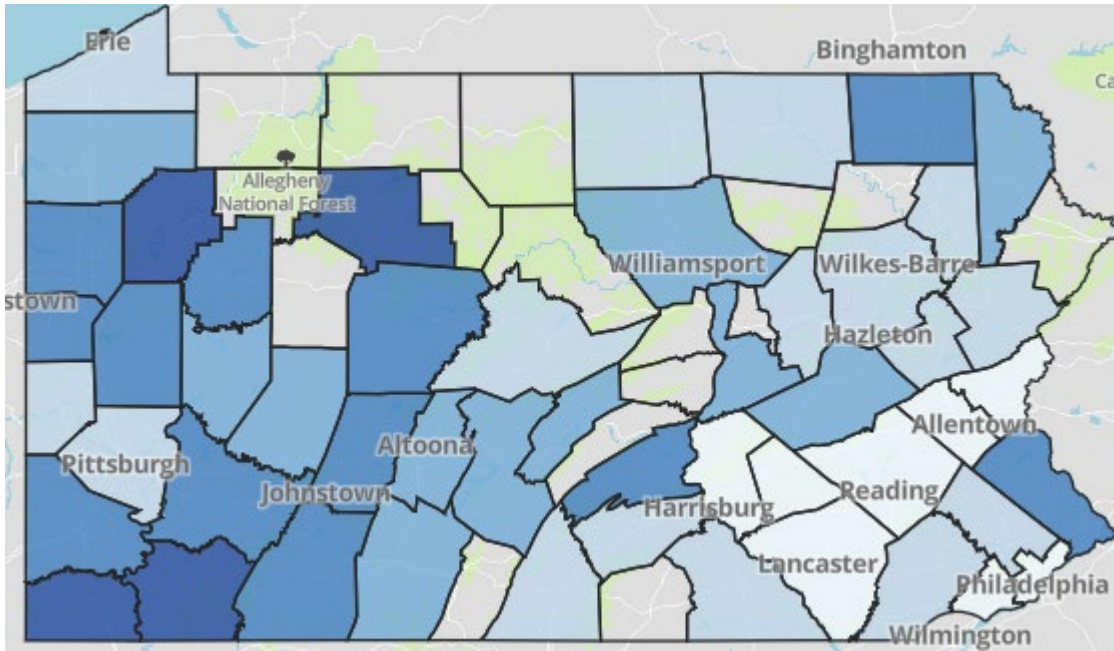 Erie
Binghamton
Ca
Allegheny
National Forest
Williamsport
Wilkes-Barre
stown
Hazleton
Allentown
Altoona
Pittsburgh
Johnstown
Reading
Harrisburg
Lancaster
Philadelphia
Wilmington